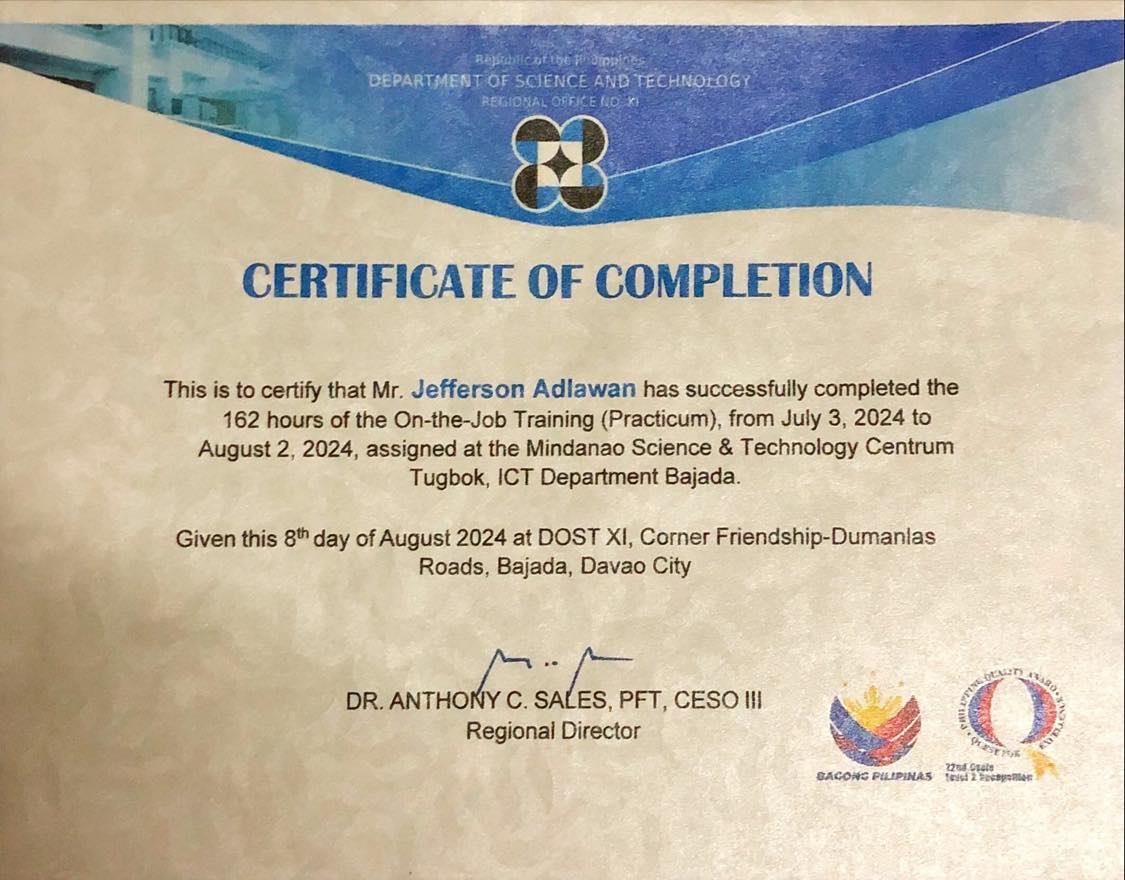 Republic of the Philippines
DEPARTMENT OF SCIENCE AND TECHNOLOGY
REGIONAL OFFICE NO. XI
CERTIFICATE OF COMPLETION
This is to certify that Mr. Jefferson Adlawan has successfully completed the
162 hours of the On-the-Job Training (Practicum), from July 3, 2024 to
August 2, 2024, assigned at the Mindanao Science & Technology Centrum
Tugbok, ICT Department Bajada.
Given this 8th day of August 2024 at DOST XI, Corner Friendship-Dumanlas
Roads, Bajada, Davao City
DR. ANTHONY C. SALES, PFT, CESO III
Regional Director
BAGONG PILIPINAS
PHILIPPINE QUALITY AWARD
QUEST FOR EXCELLENCE
22nd Cycle
Level 2 Recognition